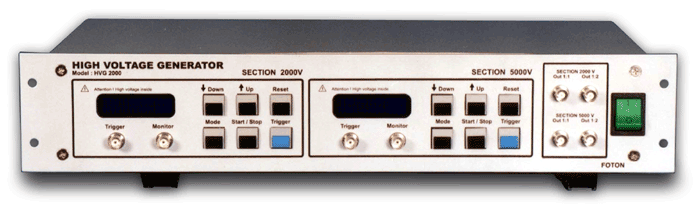 HIGH VOLTAGE GENERATOR
Model : HVG 2000
SECTION 2000V
Attention / High voltage inside
Down
Up
Reset
Mode
Start / Stop
Trigger
Trigger
Monitor
SECTION 5000V
Attention / High voltage inside
Down
Up
Reset
Mode
Start / Stop
Trigger
Trigger
Monitor
SECTION 2000 V
Out 1:1 Out 1:2
SECTION 5000 V
Out 1:1 Out 1:2
FOTON